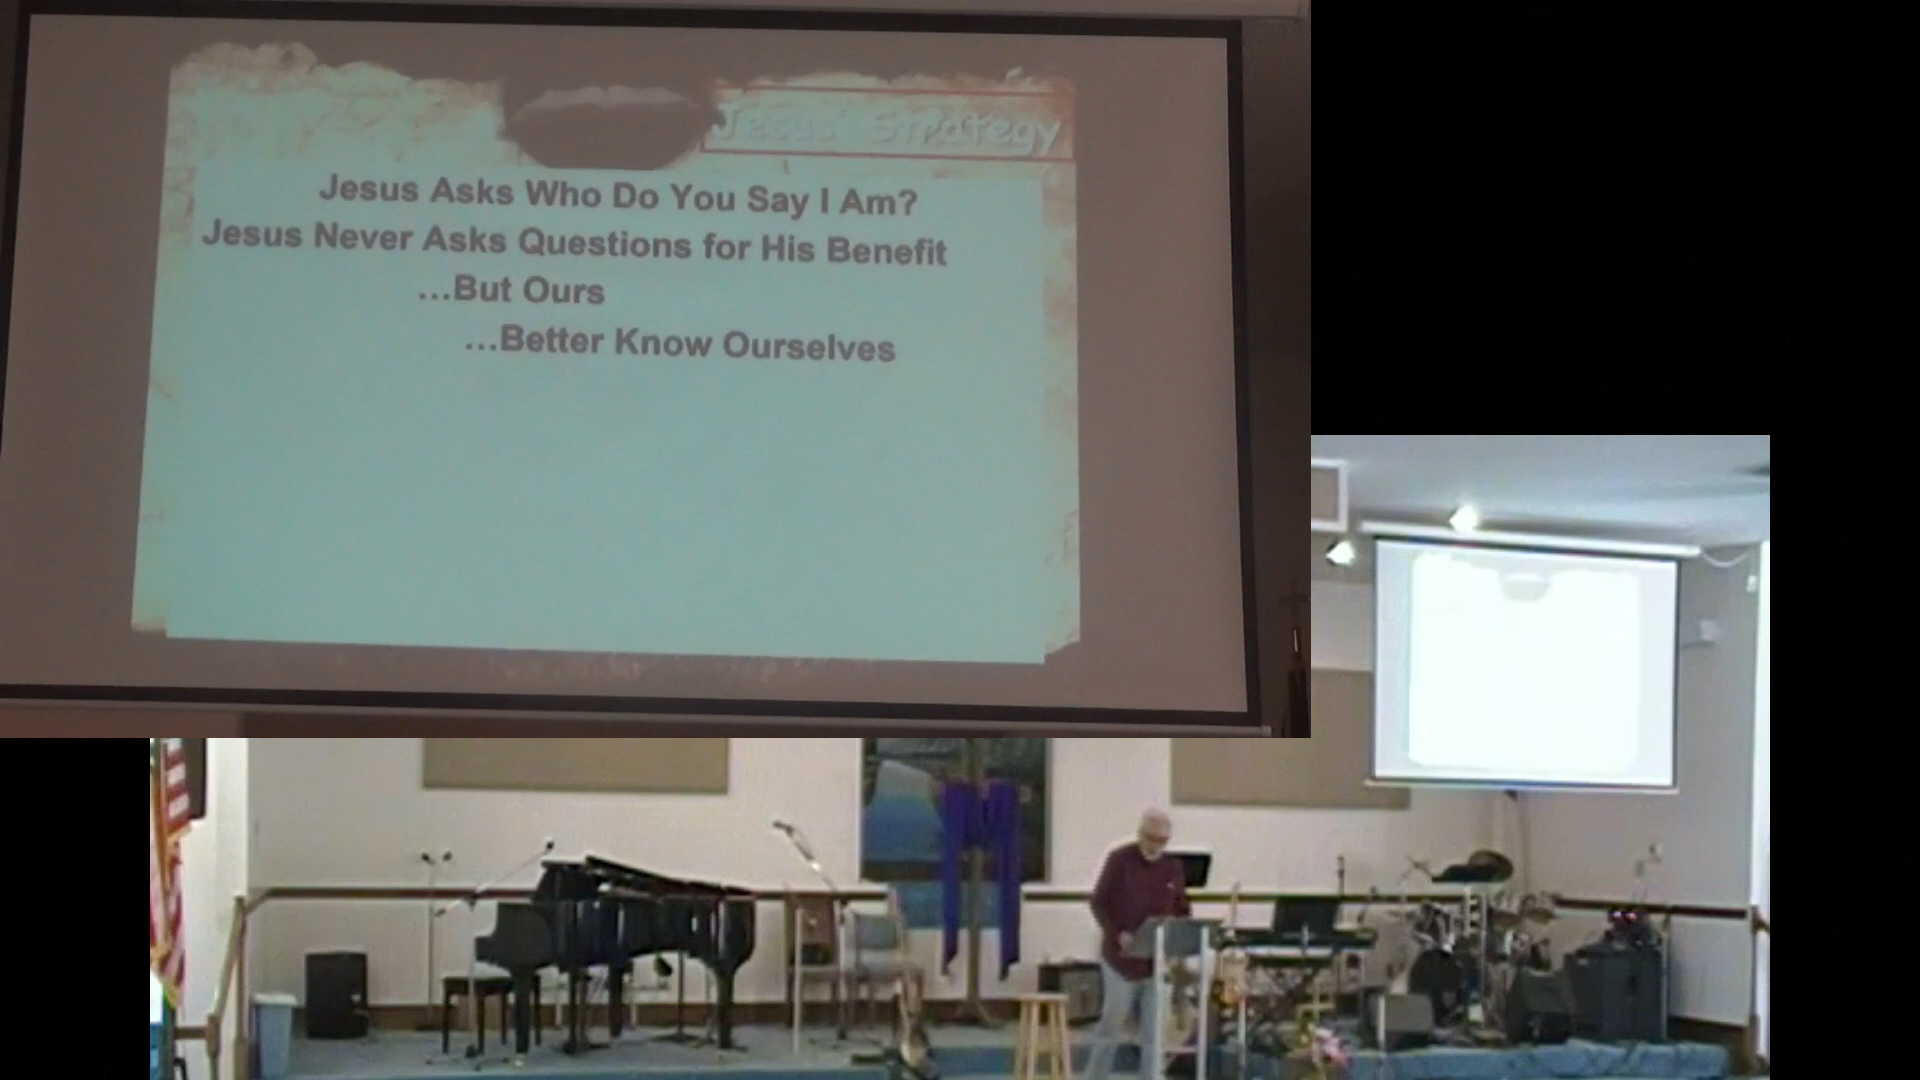 Jesus' Strategy
Jesus Asks Who Do You Say I Am?
Jesus Never Asks Questions for His Benefit
...But Ours
...Better Know Ourselves